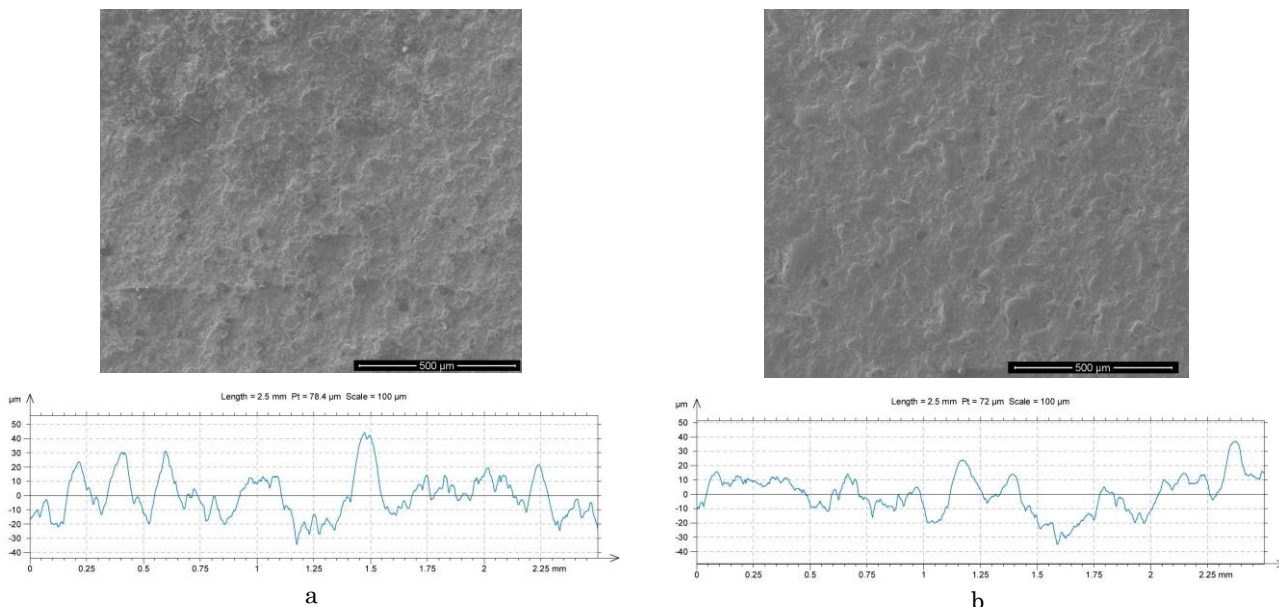 500 µm
500 µm
Length = 2.5 mm Pt = 78.4 µm Scale = 100 µm
µm
50
40
30
20
10
0
-10
-20
-30
-40
0 0.25 0.5 0.75 1 1.25 1.5 1.75 2 2.25 mm
a
Length = 2.5 mm Pt = 72 µm Scale = 100 µm
µm
50
40
30
20
10
0
-10
-20
-30
-40
0 0.25 0.5 0.75 1 1.25 1.5 1.75 2 2.25 mm
b